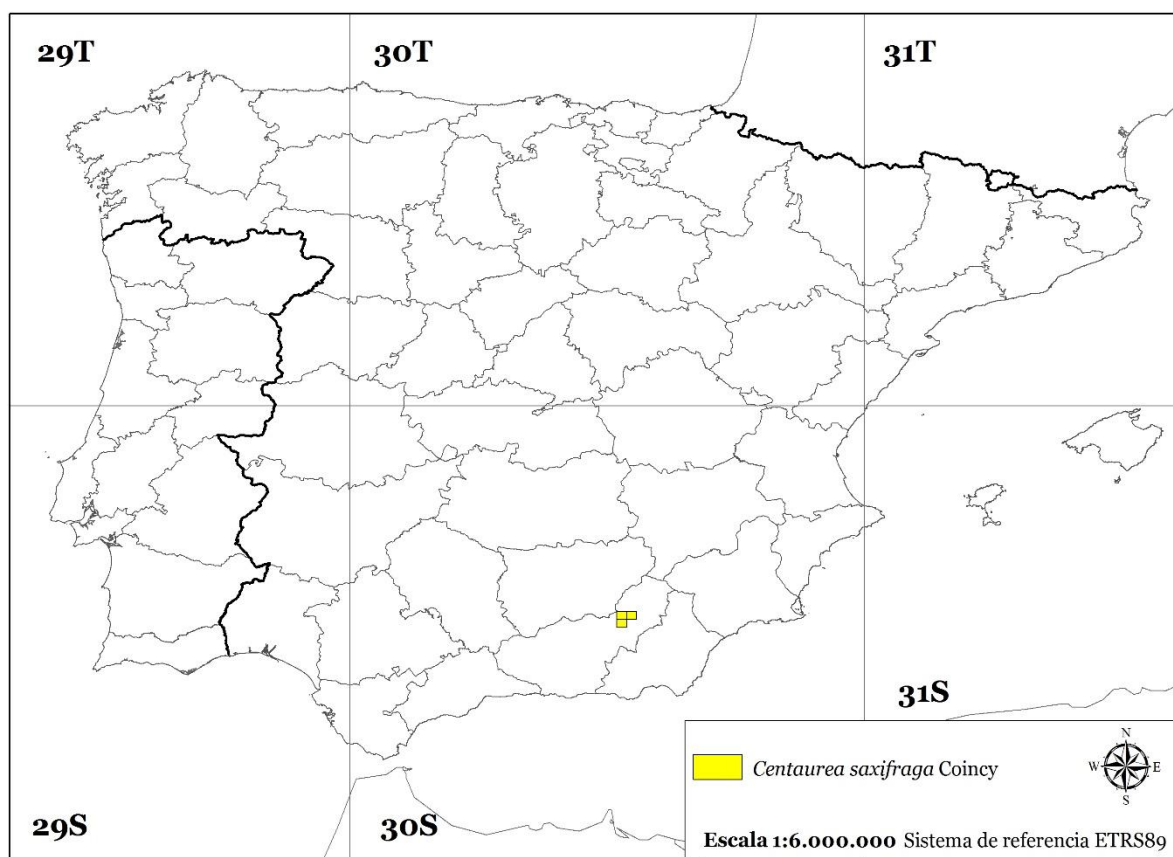 29T
30T
31T
31S
Centaurea saxifraga Coincy
N
W E
S
29S
30S
Escala 1:6.000.000 Sistema de referencia ETRS89